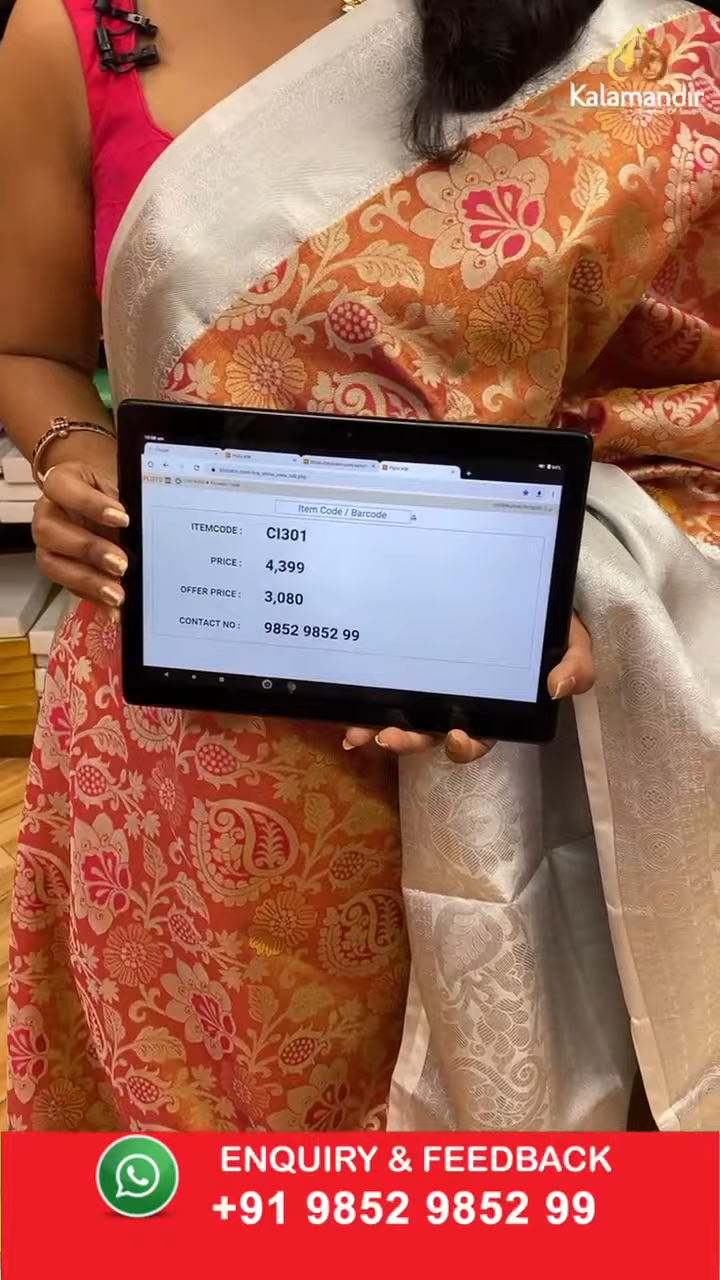 Kalamandir
Item Code / Barcode
ITEMCODE : CI301
PRICE : 4,399
OFFER PRICE : 3,080
CONTACT NO : 9852 9852 99
ENQUIRY & FEEDBACK
+91 9852 9852 99